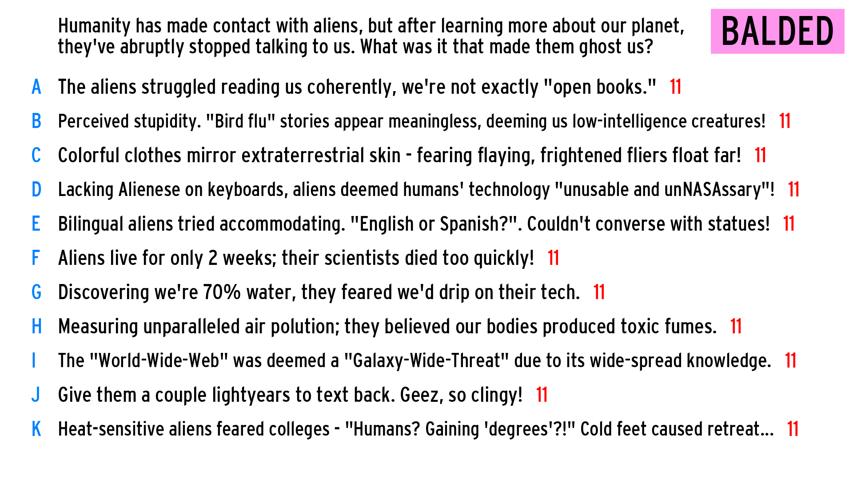 Humanity has made contact with aliens, but after learning more about our planet,
they've abruptly stopped talking to us. What was it that made them ghost us?
BALDED
A The aliens struggled reading us coherently, we're not exactly "open books." 11
B Perceived stupidity. "Bird flu" stories appear meaningless, deeming us low-intelligence creatures! 11
C Colorful clothes mirror extraterrestrial skin - fearing flaying, frightened fliers float far! 11
D Lacking Alienese on keyboards, aliens deemed humans' technology "unusable and unNASAssary"! 11
E Bilingual aliens tried accommodating. "English or Spanish?". Couldn't converse with statues! 11
F Aliens live for only 2 weeks; their scientists died too quickly! 11
G Discovering we're 70% water, they feared we'd drip on their tech. 11
H Measuring unparalleled air polution; they believed our bodies produced toxic fumes. 11
I The "World-Wide-Web" was deemed a "Galaxy-Wide-Threat" due to its wide-spread knowledge. 11
J Give them a couple lightyears to text back. Geez, so clingy! 11
K Heat-sensitive aliens feared colleges - "Humans? Gaining 'degrees'?!" Cold feet caused retreat... 11